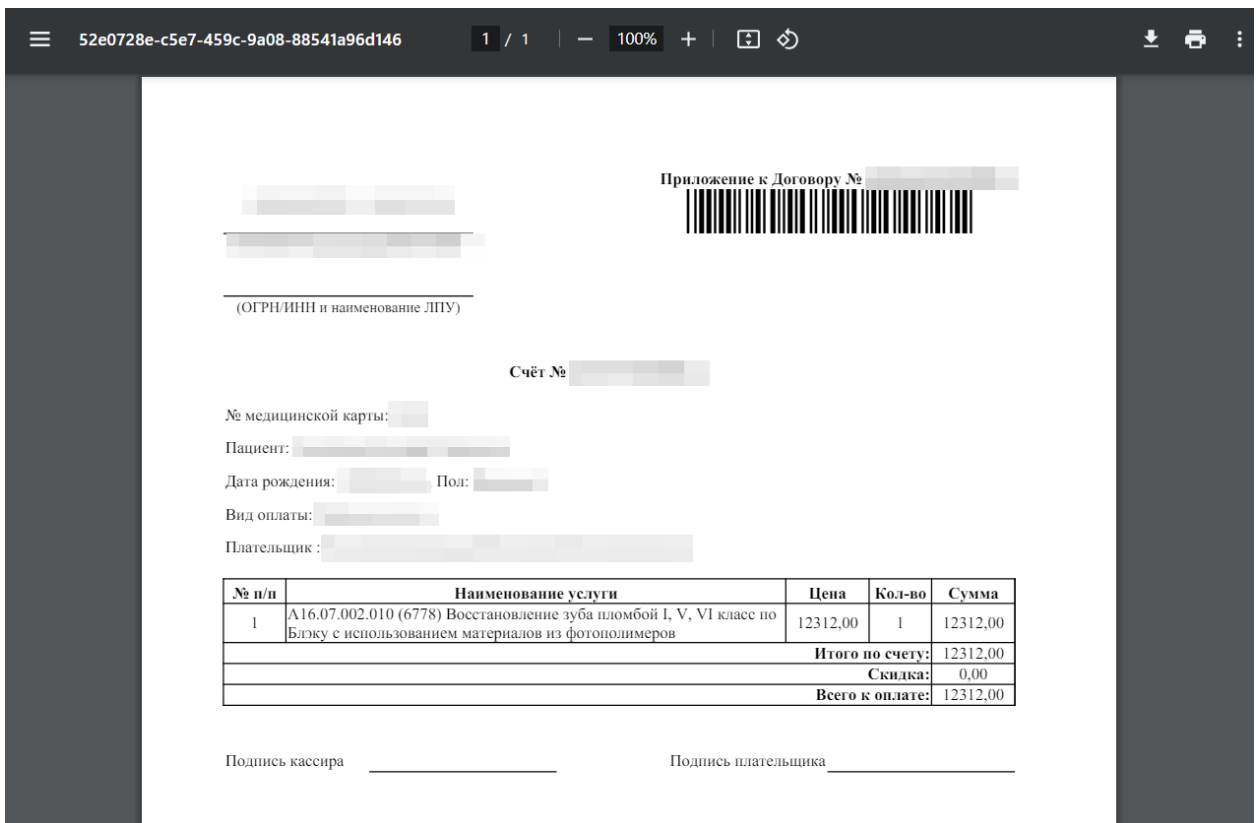 52e0728e-c5e7-459c-9a08-88541a96d146 1 / 1 100%
Приложение к Договору №
(ОГРН/ИНН и наименование ЛПУ)
Счёт №
№ медицинской карты:
Пациент:
Дата рождения: Пол:
Вид оплаты:
Плательщик :
№ п/п Наименование услуги Цена Кол-во Сумма
1 A16.07.002.010 (6778) Восстановление зуба пломбой I, V, VI класс по 12312,00 1 12312,00
Блэку с использованием материалов из фотополимеров
Итого по счету: 12312,00
Скидка: 0,00
Всего к оплате: 12312,00
Подпись кассира Подпись плательщика